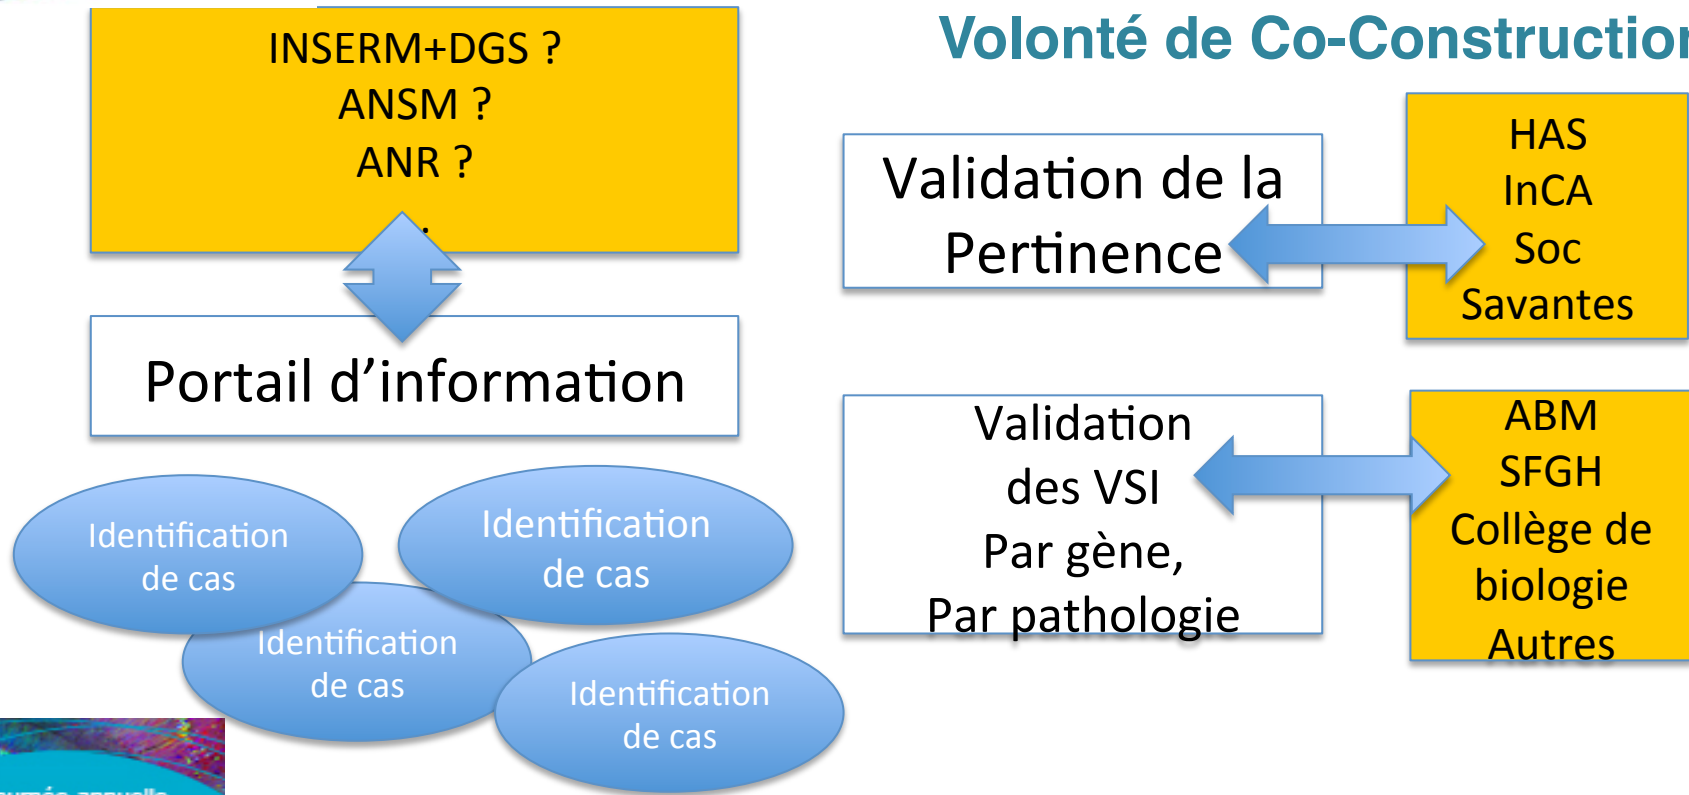 Volonté de Co-Construction
INSERM+DGS ?
ANSM ?
ANR ?
.
Portail d’information
Identification
de cas
Identification
de cas
Identification
de cas
Identification
de cas
Validation de la
Pertinence
HAS
InCA
Soc
Savantes
Validation
des VSI
Par gène,
Par pathologie
ABM
SFGH
Collège de
biologie
Autres